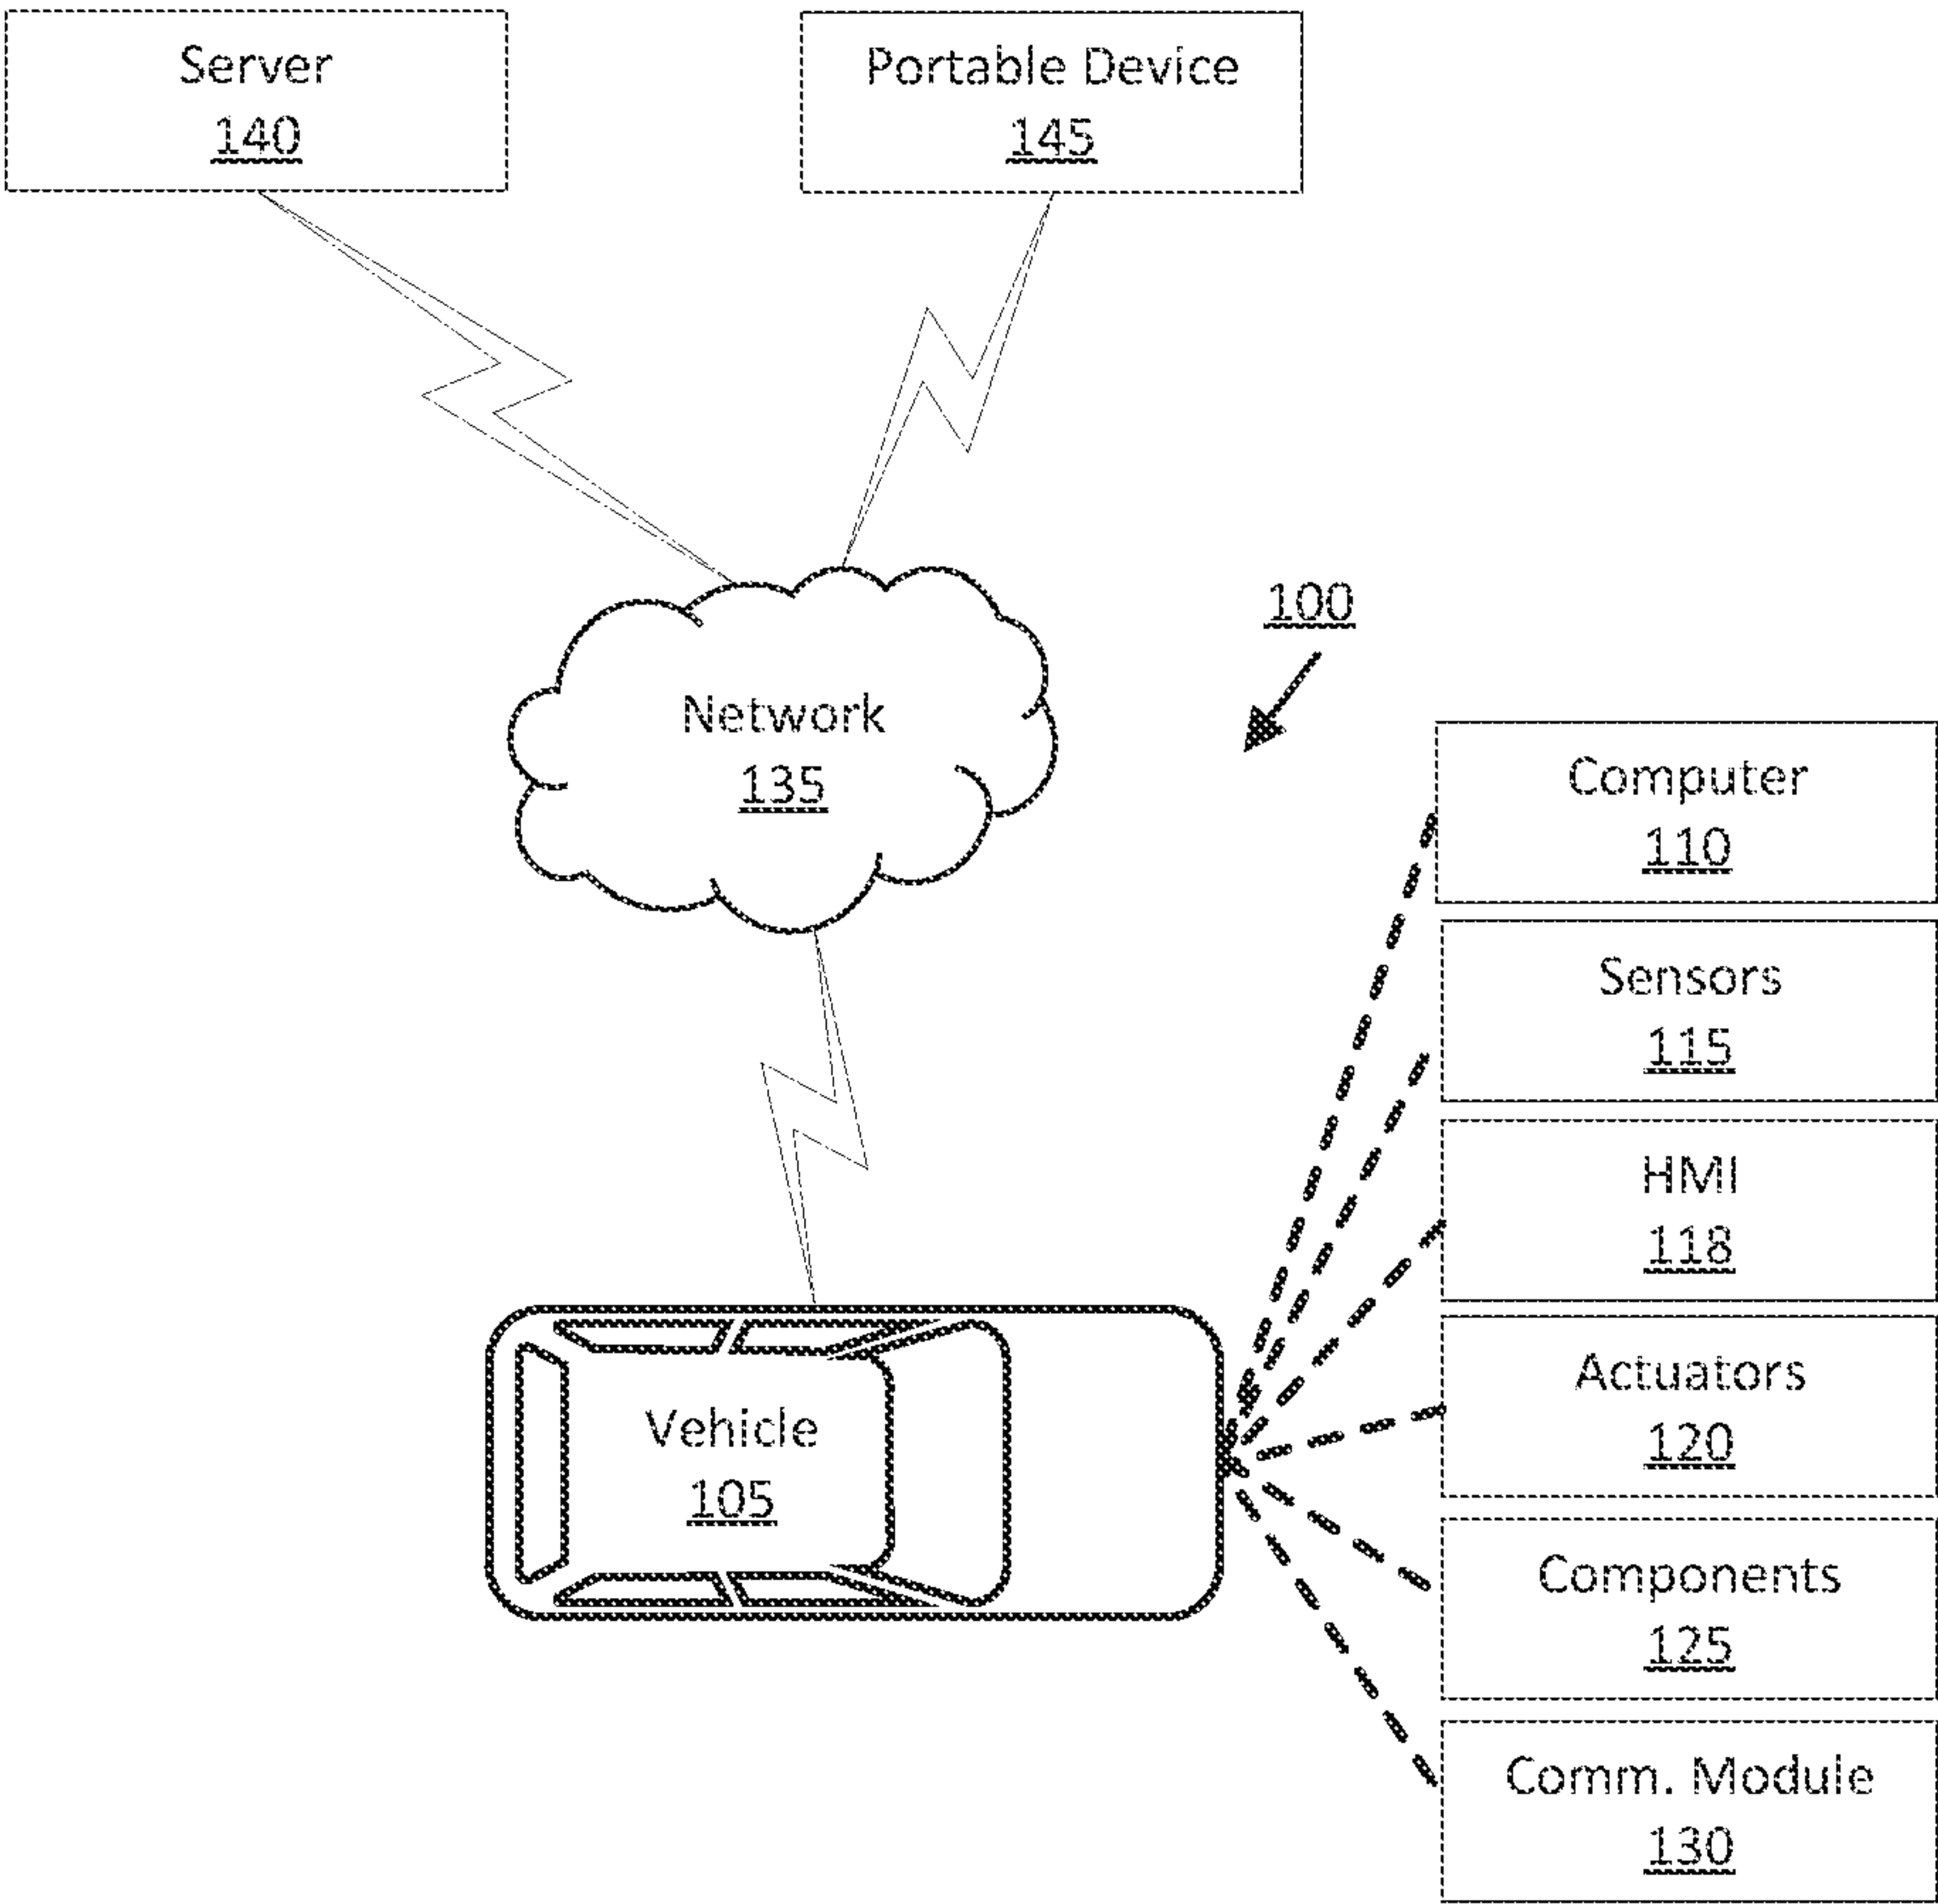 Server
140
Portable Device
145
Network
135
100
Computer
110
Sensors
115
HMI
118
Actuators
120
Components
125
Comm. Module
130
Vehicle
105